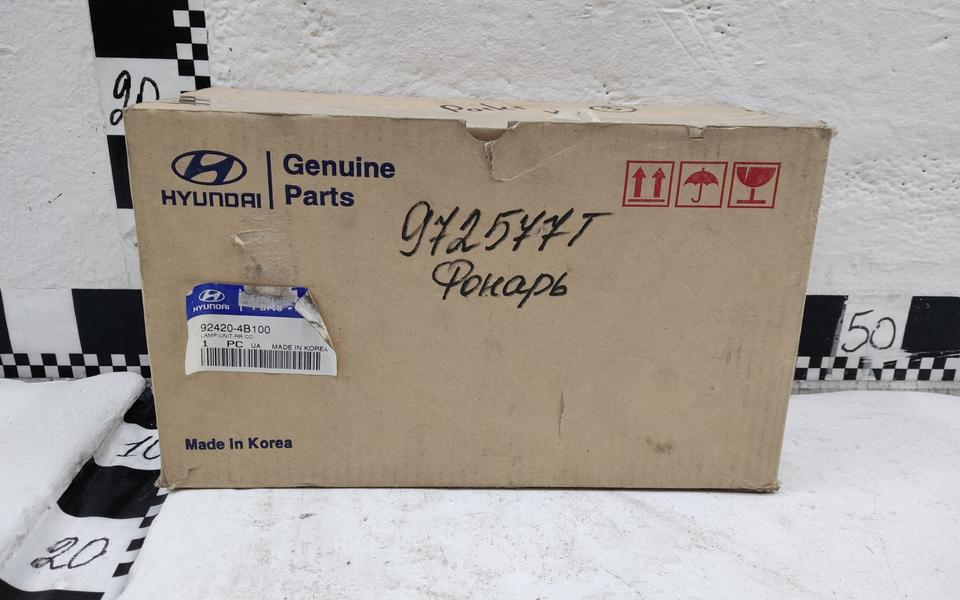 90
HYUNDAI
Genuine
Parts
972577T
Фонарь
HYUNDAI
92420-4B100
LAMP UNIT-RR CO
1 PC UA MADE IN KOREA
50
Made in Korea
10
20